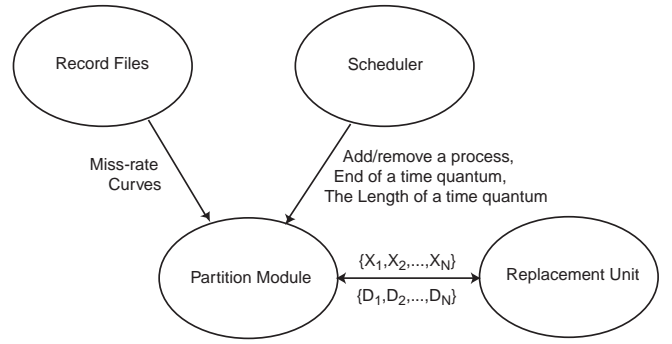 Record Files
Scheduler
Miss-rate
Curves
Add/remove a process,
End of a time quantum,
The Length of a time quantum
Partition Module
{X1,X2,...,XN}
{D1,D2,...,DN}
Replacement Unit